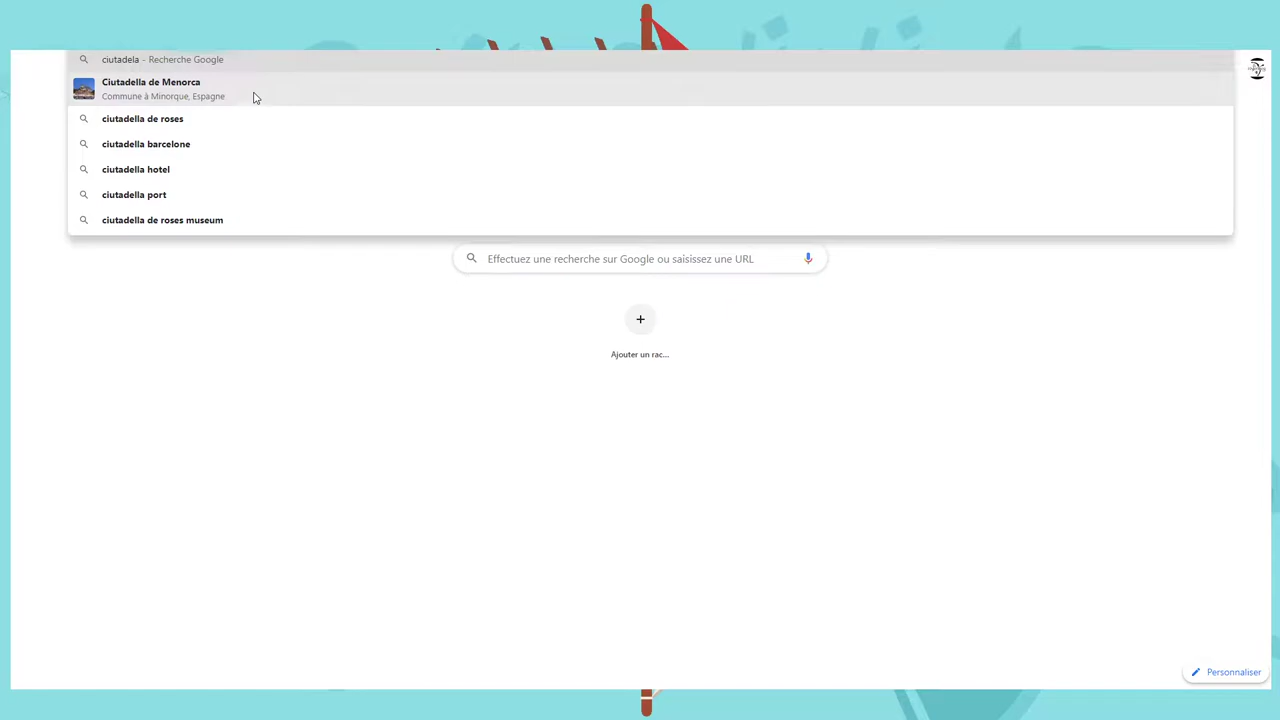 ciutadela - Recherche Google
Ciutadella de Menorca
Commune à Minorque, Espagne
ciutadella de roses
ciutadella barcelone
ciutadella hotel
ciutadella port
ciutadella de roses museum
Effectuez une recherche sur Google ou saisissez une URL
Ajouter un rac...
Personnaliser